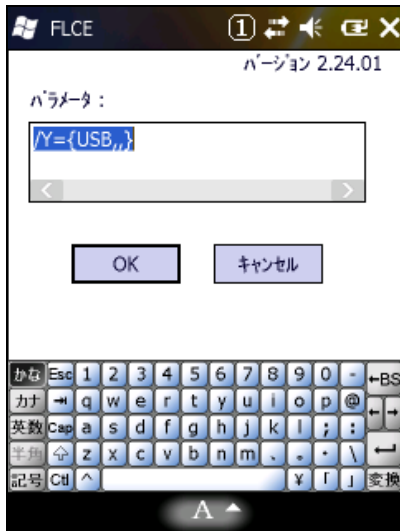 FLCE 1
ﾊﾞｰｼﾞｮﾝ 2.24.01
ﾊﾟﾗﾒｰﾀ :
/Y={USB,,}
OK ｷｬﾝｾﾙ
かな Esc 1 2 3 4 5 6 7 8 9 0 - ←BS
カナ q w e r t y u i o p @
英数 Cap a s d f g h j k l ; :
半角 z x c v b n m 、 。 ・ \
記号 Ctl ^ ¥ 「 」 変換
A